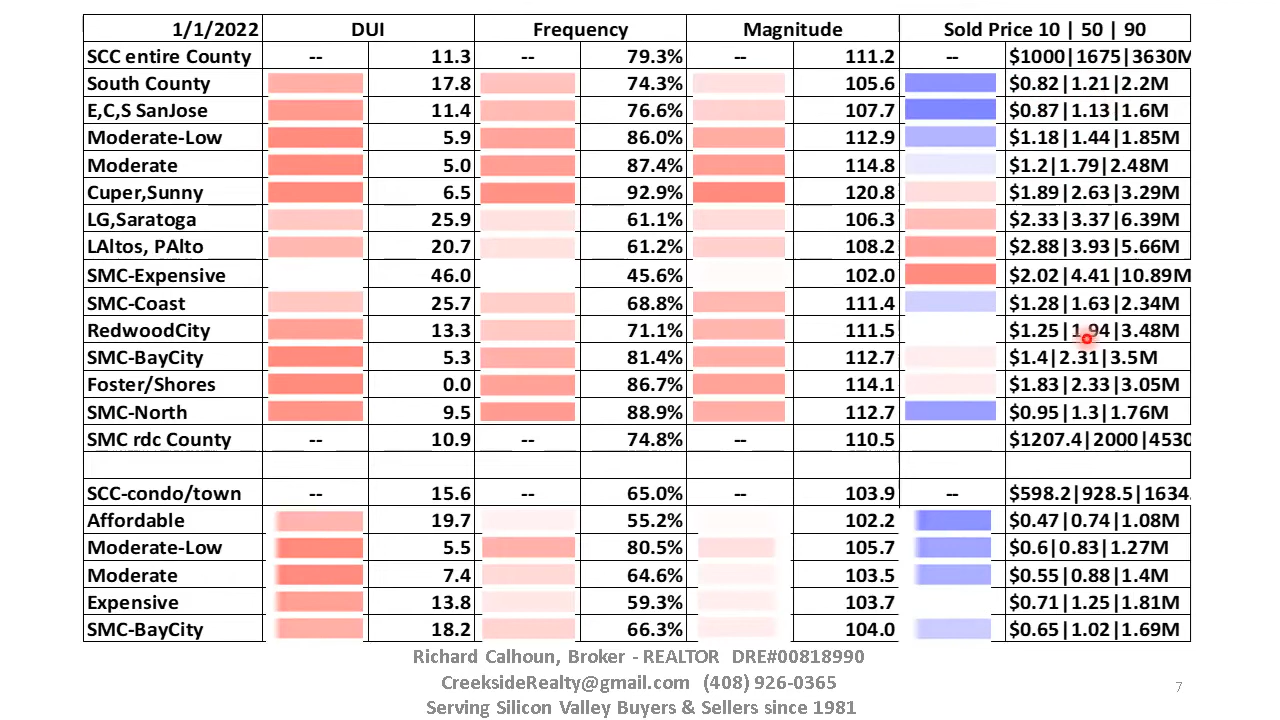 1/1/2022 DUI Frequency Magnitude Sold Price 10 | 50 | 90
SCC entire County -- 11.3 -- 79.3% -- 111.2 -- $1000|1675|3630M
South County 17.8 74.3% 105.6 $0.82|1.21|2.2M
E,C,S SanJose 11.4 76.6% 107.7 $0.87|1.13|1.6M
Moderate-Low 5.9 86.0% 112.9 $1.18|1.44|1.85M
Moderate 5.0 87.4% 114.8 $1.2|1.79|2.48M
Cuper,Sunny 6.5 92.9% 120.8 $1.89|2.63|3.29M
LG,Saratoga 25.9 61.1% 106.3 $2.33|3.37|6.39M
LAltos, PAlto 20.7 61.2% 108.2 $2.88|3.93|5.66M
SMC-Expensive 46.0 45.6% 102.0 $2.02|4.41|10.89M
SMC-Coast 25.7 68.8% 111.4 $1.28|1.63|2.34M
RedwoodCity 13.3 71.1% 111.5 $1.25|1.94|3.48M
SMC-BayCity 5.3 81.4% 112.7 $1.4|2.31|3.5M
Foster/Shores 0.0 86.7% 114.1 $1.83|2.33|3.05M
SMC-North 9.5 88.9% 112.7 $0.95|1.3|1.76M
SMC rdc County -- 10.9 -- 74.8% -- 110.5 $1207.4|2000|4530
SCC-condo/town -- 15.6 -- 65.0% -- 103.9 -- $598.2|928.5|1634.
Affordable 19.7 55.2% 102.2 $0.47|0.74|1.08M
Moderate-Low 5.5 80.5% 105.7 $0.6|0.83|1.27M
Moderate 7.4 64.6% 103.5 $0.55|0.88|1.4M
Expensive 13.8 59.3% 103.7 $0.71|1.25|1.81M
SMC-BayCity 18.2 66.3% 104.0 $0.65|1.02|1.69M
Richard Calhoun, Broker - REALTOR DRE#00818990
CreeksideRealty@gmail.com (408) 926-0365
Serving Silicon Valley Buyers & Sellers since 1981
7